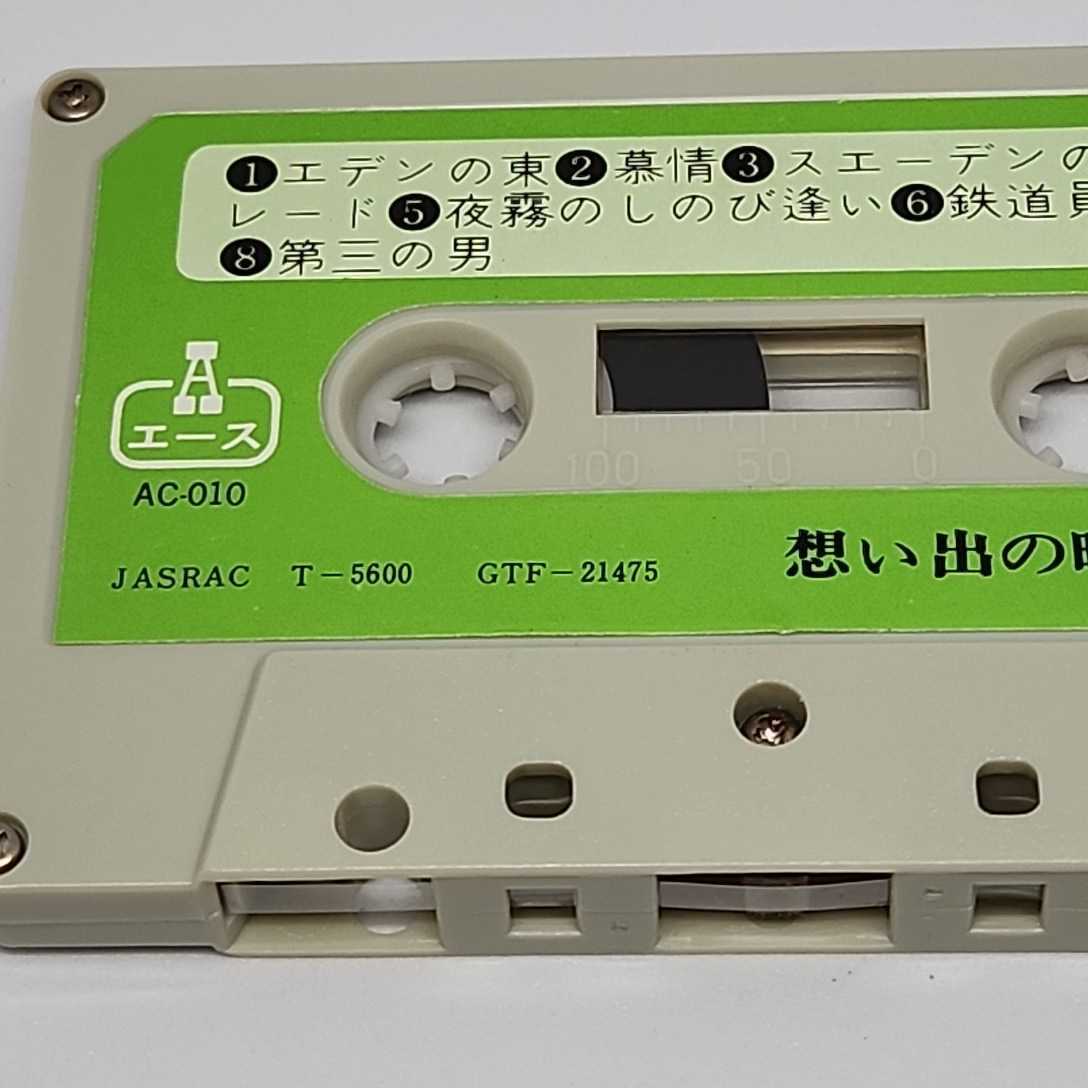 ❶エデンの東❷慕情❸スエーデンの
レード❺夜霧のしのび逢い❻鉄道員
❽第三の男
A
エース
AC-010
100 50 0
JASRAC T-5600 GTF-21475
想い出の